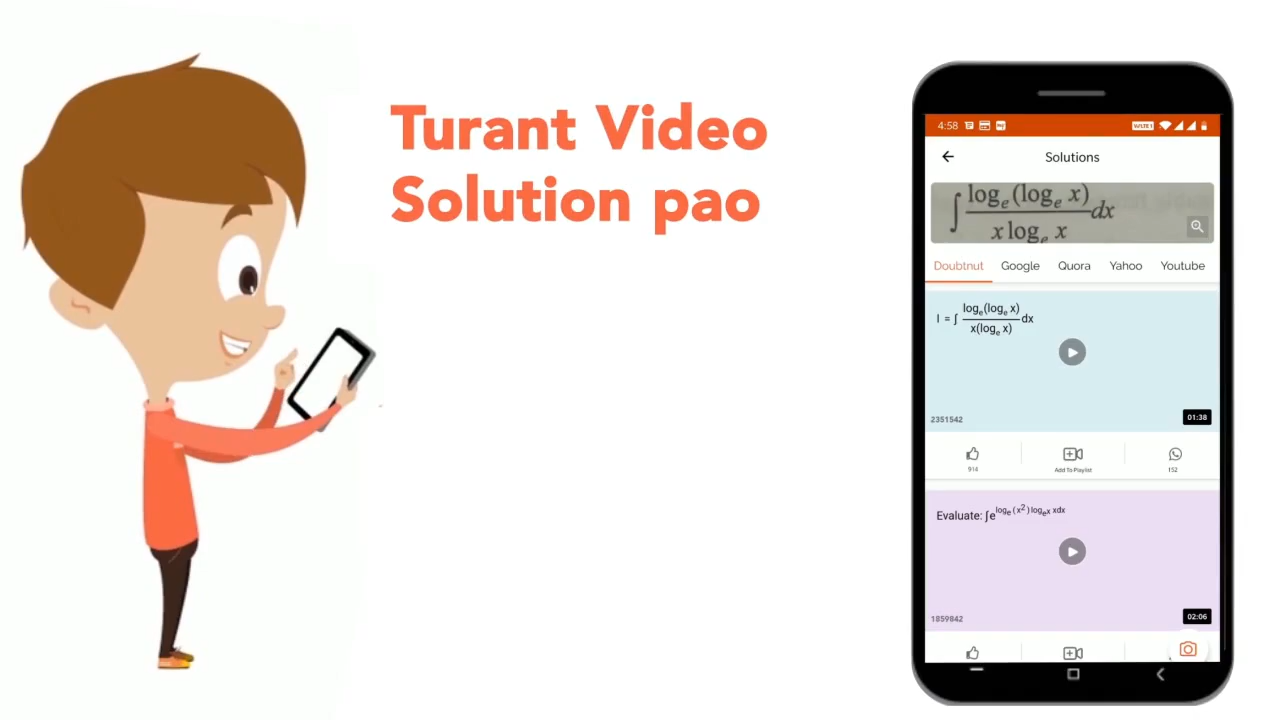 Turant Video
Solution pao
4:58
VoLTE1
Solutions
∫ logₑ(logₑ x) / x logₑ x dx
Doubtnut Google Quora Yahoo Youtube
I = ∫ logₑ(logₑ x) / x(logₑ x) dx
2351542 01:38
914 Add To Playlist 152
Evaluate: ∫e^logₑ(x²)logₑx xdx
1859842 02:06